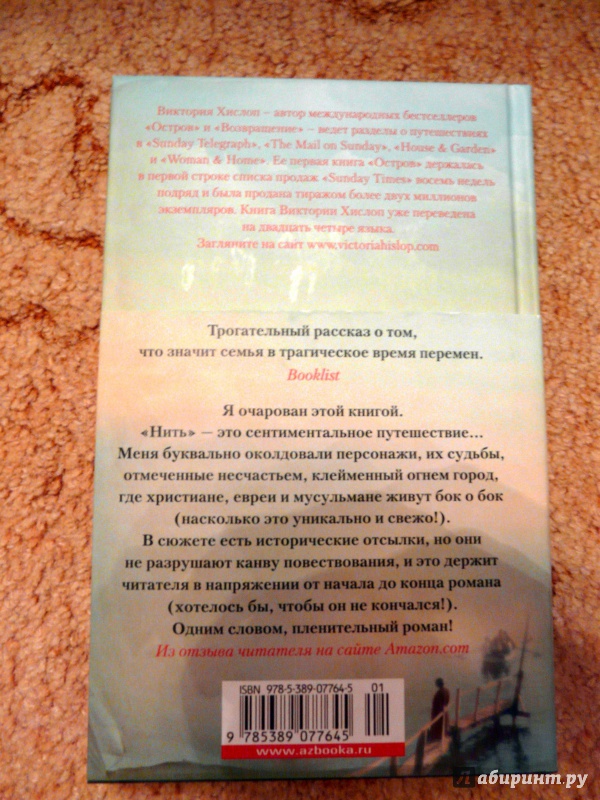 Виктория Хислоп – автор международных бестселлеров
«Остров» и «Возвращение» – ведет разделы о путешествиях
в «Sunday Telegraph», «The Mail on Sunday», «House & Garden»
и «Woman & Home». Ее первая книга «Остров» держалась
в первой строке списка продаж «Sunday Times» восемь недель
подряд и была продана тиражом более двух миллионов
экземпляров. Книга Виктории Хислоп уже переведена
на двадцать четыре языка.
Загляните на сайт www.victoriahislop.com
Трогательный рассказ о том,
что значит семья в трагическое время перемен.
Booklist
Я очарован этой книгой.
«Нить» — это сентиментальное путешествие...
Меня буквально околдовали персонажи, их судьбы,
отмеченные несчастьем, клейменный огнем город,
где христиане, евреи и мусульмане живут бок о бок
(насколько это уникально и свежо!).
В сюжете есть исторические отсылки, но они
не разрушают канву повествования, и это держит
читателя в напряжении от начала до конца романа
(хотелось бы, чтобы он не кончался!).
Одним словом, пленительный роман!
Из отзыва читателя на сайте Amazon.com
ISBN 978-5-389-07764-5 01
9 785389 077645
www.azbooka.ru
Лабиринт.ру